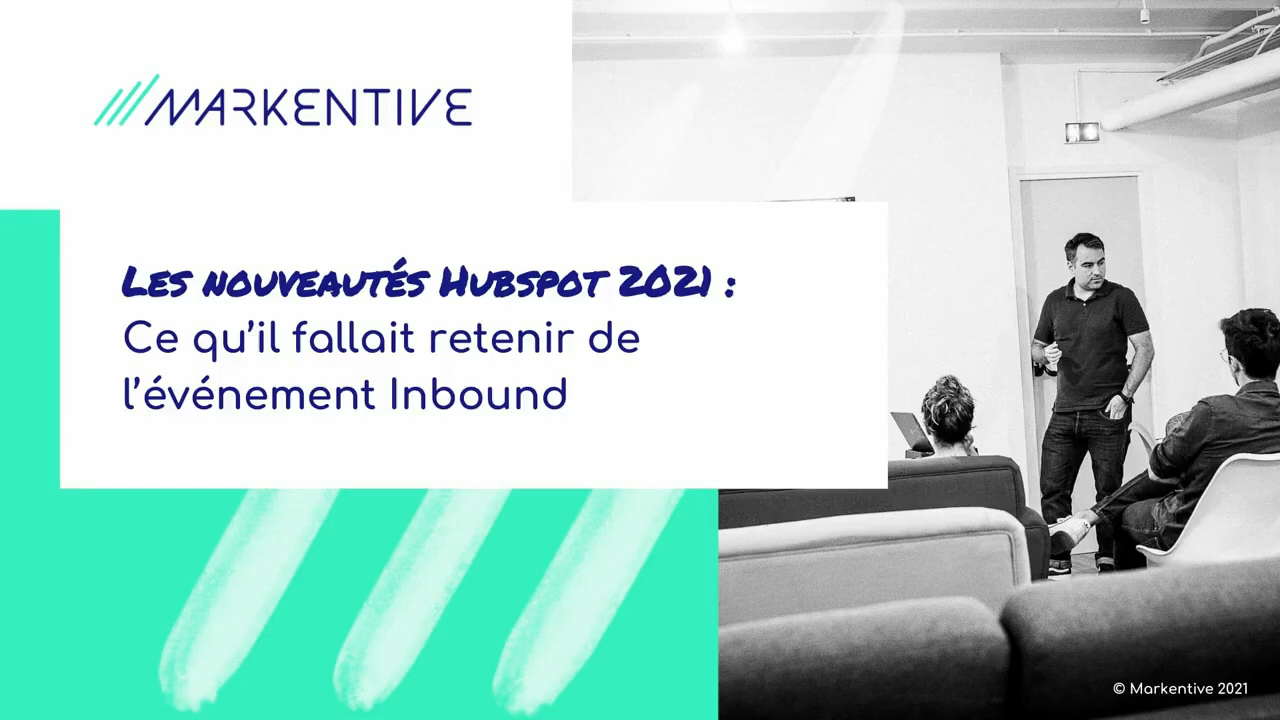 MARKENTIVE
Les nouveautés Hubspot 2021 :
Ce qu’il fallait retenir de
l’événement Inbound
© Markentive 2021